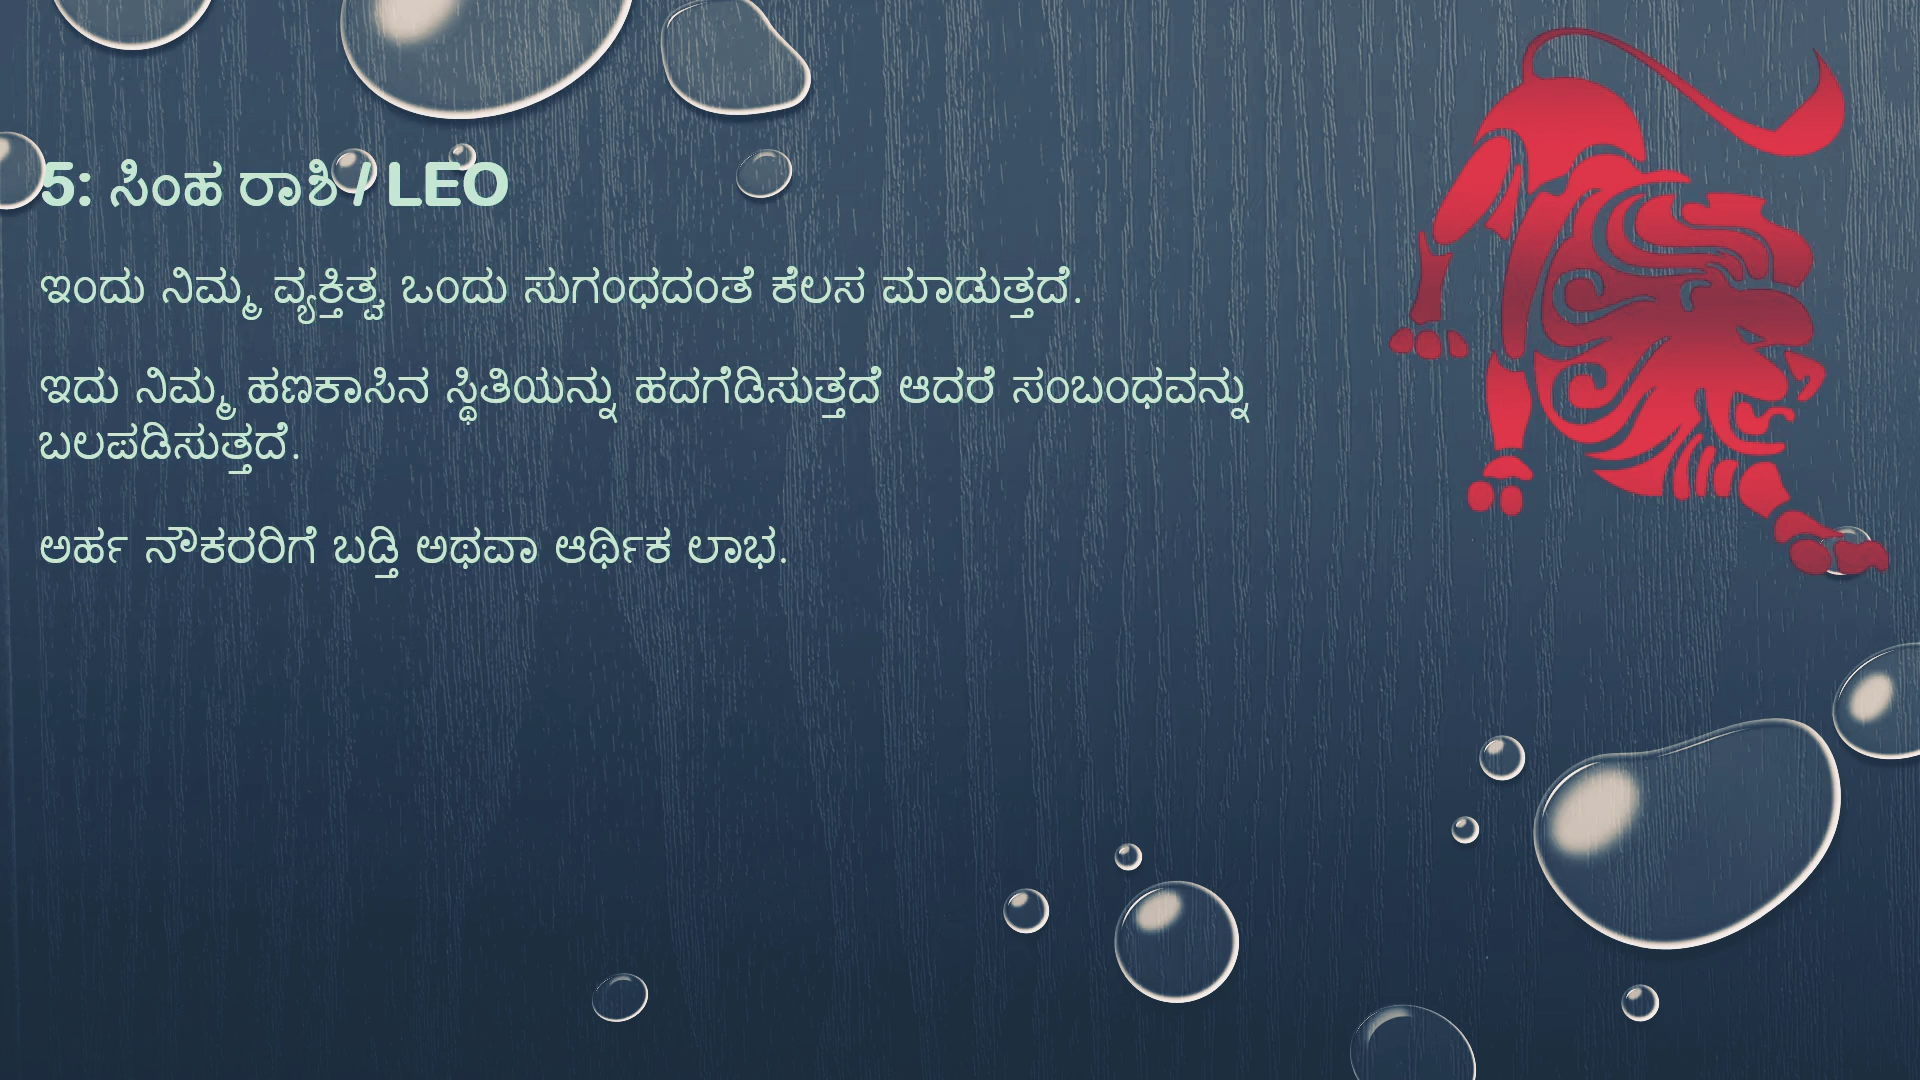 5: ಸಿಂಹ ರಾಶಿ / LEO
ಇಂದು ನಿಮ್ಮ ವ್ಯಕ್ತಿತ್ವ ಒಂದು ಸುಗಂಧದಂತೆ ಕೆಲಸ ಮಾಡುತ್ತದೆ.
ಇದು ನಿಮ್ಮ ಹಣಕಾಸಿನ ಸ್ಥಿತಿಯನ್ನು ಹದಗೆಡಿಸುತ್ತದೆ ಆದರೆ ಸಂಬಂಧವನ್ನು
ಬಲಪಡಿಸುತ್ತದೆ.
ಅರ್ಹ ನೌಕರರಿಗೆ ಬಡ್ತಿ ಅಥವಾ ಆರ್ಥಿಕ ಲಾಭ.